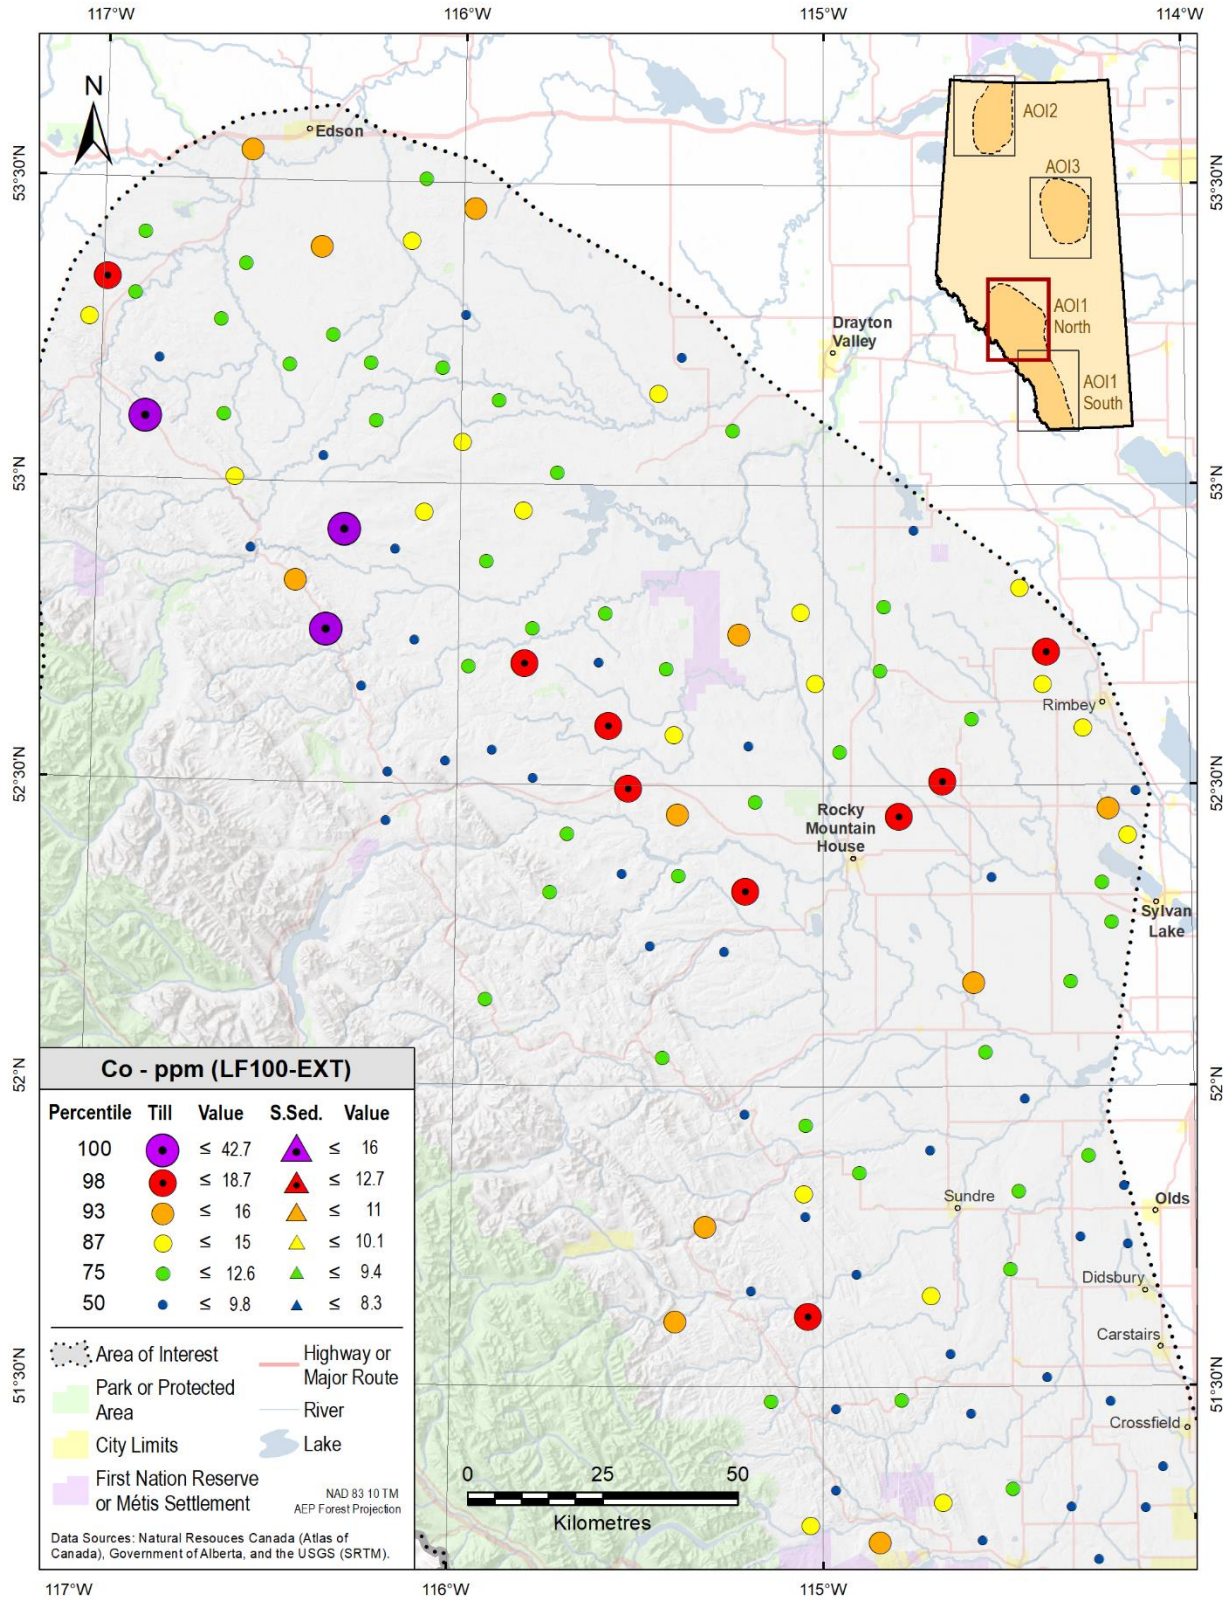 117°W 116°W 115°W 114°W
N
Edson
AOI2
AOI3
AOI1
North
AOI1
South
53°30'N 53°30'N
Drayton
Valley
53°N 53°N
Rimbey
52°30'N 52°30'N
Rocky
Mountain
House
Sylvan
Lake
52°N 52°N
Sundre
Olds
Didsbury
Carstairs
51°30'N 51°30'N
Crossfield
Co - ppm (LF100-EXT)
Percentile Till Value S.Sed. Value
100 ≤ 42.7 ≤ 16
98 ≤ 18.7 ≤ 12.7
93 ≤ 16 ≤ 11
87 ≤ 15 ≤ 10.1
75 ≤ 12.6 ≤ 9.4
50 ≤ 9.8 ≤ 8.3
Area of Interest
Park or Protected
Area
City Limits
First Nation Reserve
or Métis Settlement
Highway or
Major Route
River
Lake
NAD 83 10 TM
AEP Forest Projection
Data Sources: Natural Resouces Canada (Atlas of
Canada), Government of Alberta, and the USGS (SRTM).
0 25 50
Kilometres
117°W 116°W 115°W